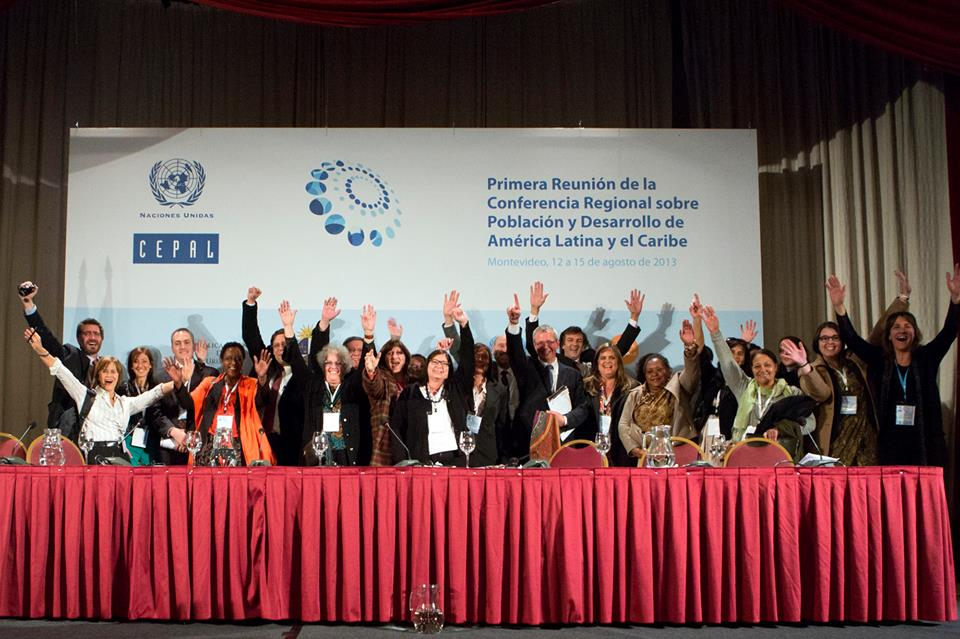 Naciones Unidas
CEPAL
Primera Reunión de la
Conferencia Regional sobre
Población y Desarrollo de
América Latina y el Caribe
Montevideo, 12 a 15 de agosto de 2013